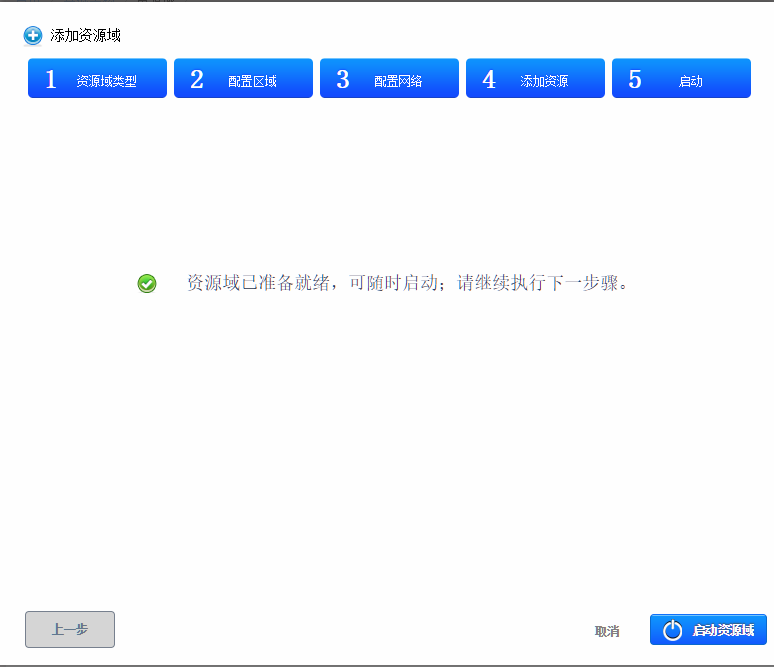 添加资源域
1 资源域类型
2 配置区域
3 配置网络
4 添加资源
5 启动
资源域已准备就绪，可随时启动；请继续执行下一步骤。
上一步
取消
启动资源域